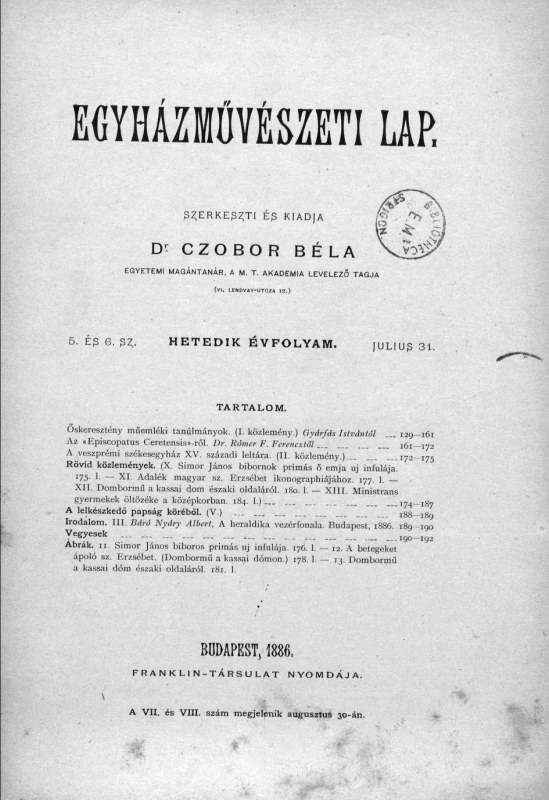 EGYHÁZMŰVÉSZETI LAP.
SZERKESZTI ÉS KIADJA
Dr CZOBOR BÉLA
EGYETEMI MAGÁNTANÁR, A M. T. AKADEMIA LEVELEZŐ TAGJA
(VI. LENDVAY-UTCZA 12.)
BIBLIOTHECA
STRIGON.
E. M.
5. ÉS 6. SZ. HETEDIK ÉVFOLYAM. JULIUS 31.
TARTALOM.
Őskeresztény műemléki tanúlmányok. (I. közlemény.) Gyárfás Istvántól 129—161
Az «Episcopatus Ceretensis»-ről. Dr. Rómer F. Ferencztől 161—172
A veszprémi székesegyház XV. századi leltára. (II. közlemény.) 172—175
Rövid közlemények. (X. Simor János bibornok primás ő emja uj infulája.
175. l. — XI. Adalék magyar sz. Erzsébet ikonographiájához. 177. l. —
XII. Dombormű a kassai dom északi oldaláról. 180. l. — XIII. Ministrans
gyermekek öltözéke a középkorban. 184. l.) 174—187
A lelkészkedő papság köréből. (V.) 188—189
Irodalom. III. Báró Nyáry Albert, A heraldika vezérfonala. Budapest, 1886. 189—190
Vegyesek 190—192
Ábrák. 11. Simor János biboros primás uj infulája. 176. l. — 12. A betegeket
ápoló sz. Erzsébet. (Dombormű a kassai dómon.) 178. l. — 13. Dombormű
a kassai dóm északi oldaláról. 181. l.
BUDAPEST, 1886.
FRANKLIN-TÁRSULAT NYOMDÁJA.
A VII. és VIII. szám megjelenik augusztus 30-án.